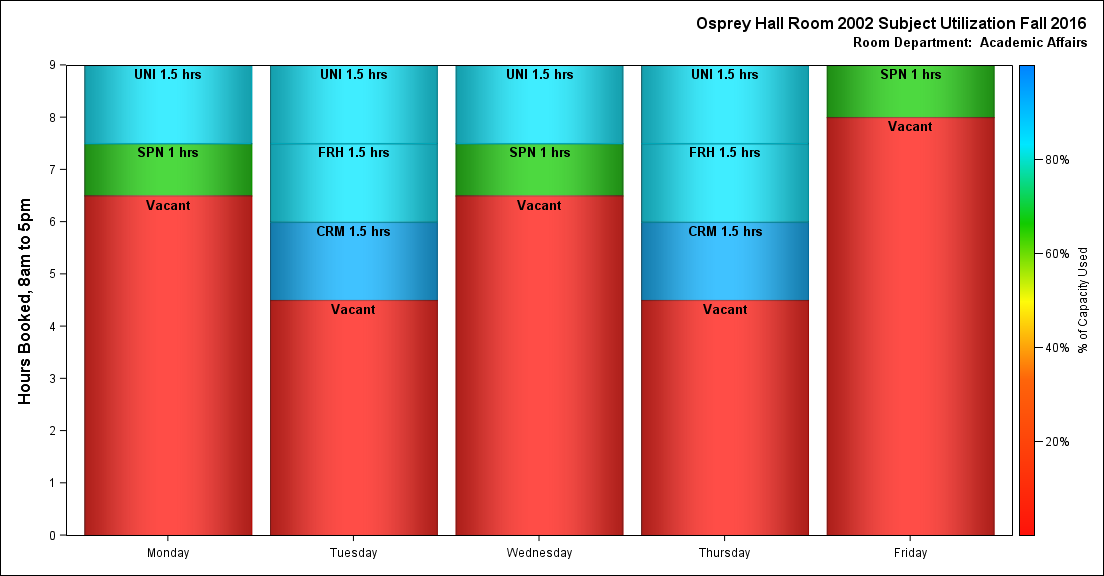 Osprey Hall Room 2002 Subject Utilization Fall 2016
Room Department:  Academic Affairs
Hours Booked, 8am to 5pm
9
8
7
6
5
4
3
2
1
0
UNI 1.5 hrs
SPN 1 hrs
Vacant
UNI 1.5 hrs
FRH 1.5 hrs
CRM 1.5 hrs
Vacant
UNI 1.5 hrs
SPN 1 hrs
Vacant
UNI 1.5 hrs
FRH 1.5 hrs
CRM 1.5 hrs
Vacant
SPN 1 hrs
Vacant
Monday
Tuesday
Wednesday
Thursday
Friday
80%
60%
40%
20%
% of Capacity Used